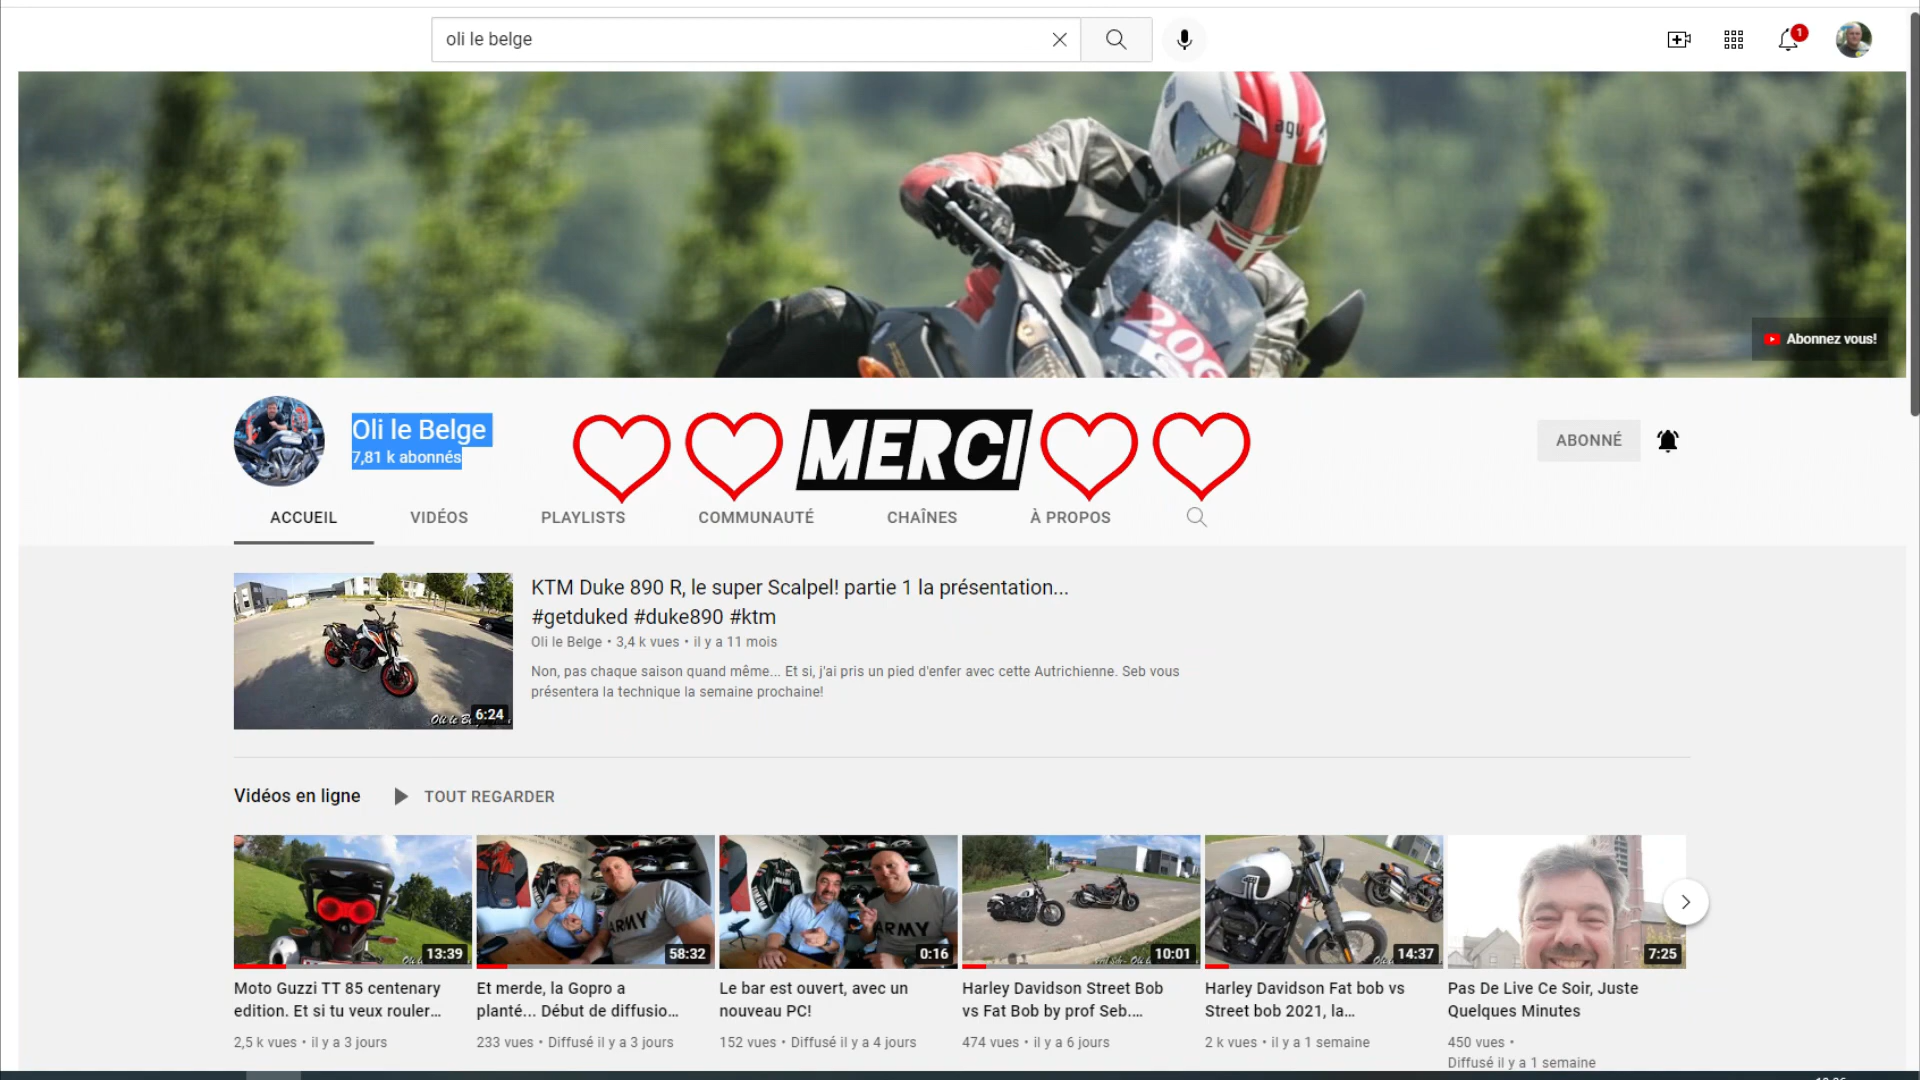 oli le belge
1
agv
206
Abonnez vous!
Oli le Belge
7,81 k abonnés
MERCI
ABONNÉ
ACCUEIL
VIDÉOS
PLAYLISTS
COMMUNAUTÉ
CHAÎNES
À PROPOS
KTM Duke 890 R, le super Scalpel! partie 1 la présentation...
#getduked #duke890 #ktm
Oli le Belge • 3,4 k vues • il y a 11 mois
Non, pas chaque saison quand même... Et si, j'ai pris un pied d'enfer avec cette Autrichienne. Seb vous
présentera la technique la semaine prochaine!
6:24
Vidéos en ligne
TOUT REGARDER
13:39
ARMY
58:32
ARMY
0:16
10:01
14:37
7:25
Moto Guzzi TT 85 centenary
edition. Et si tu veux rouler…
2,5 k vues • il y a 3 jours
Et merde, la Gopro a
planté... Début de diffusio…
233 vues • Diffusé il y a 3 jours
Le bar est ouvert, avec un
nouveau PC!
152 vues • Diffusé il y a 4 jours
Harley Davidson Street Bob
vs Fat Bob by prof Seb.…
474 vues • il y a 6 jours
Harley Davidson Fat bob vs
Street bob 2021, la…
2 k vues • il y a 1 semaine
Pas De Live Ce Soir, Juste
Quelques Minutes
450 vues •
Diffusé il y a 1 semaine